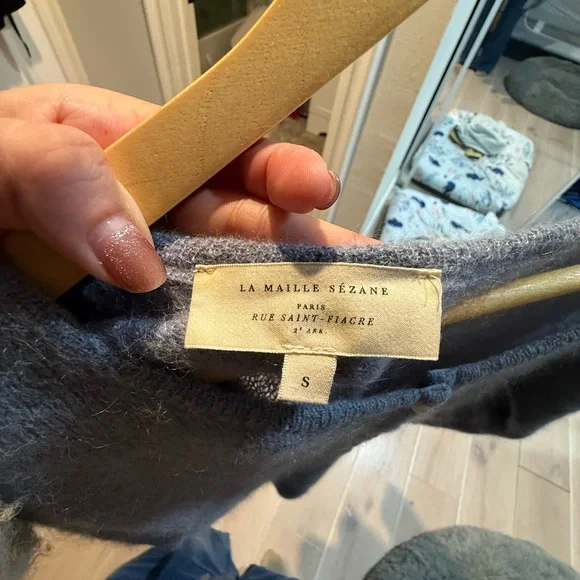 LA MAILLE SÉZANE
PARIS
RUE SAINT-FIACRE
2ᵉ ARR.
S